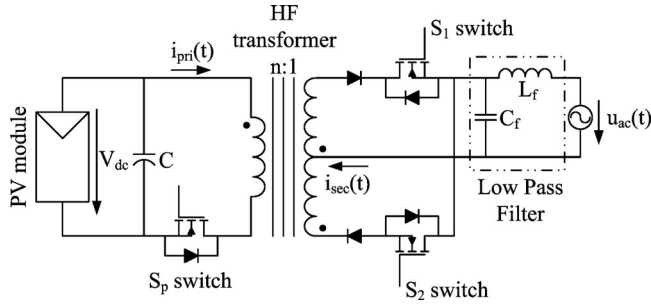 HF
transformer
n:1
i_pri(t)
S_1 switch
PV module
V_dc
C
L_f
C_f
u_ac(t)
i_sec(t)
Low Pass
Filter
S_p switch
S_2 switch